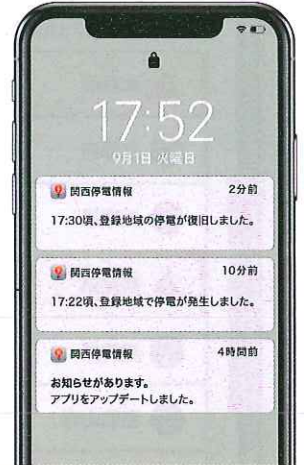 17:52
9月1日 火曜日
関西停電情報 2分前
17:30頃、登録地域の停電が復旧しました。
関西停電情報 10分前
17:22頃、登録地域で停電が発生しました。
関西停電情報 4時間前
お知らせがあります。
アプリをアップデートしました。